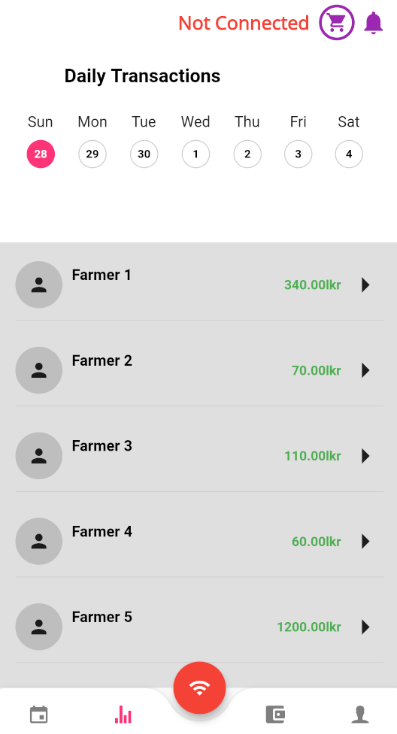 Not Connected
Daily Transactions
Sun Mon Tue Wed Thu Fri Sat
28 29 30 1 2 3 4
Farmer 1
340.00lkr
Farmer 2
70.00lkr
Farmer 3
110.00lkr
Farmer 4
60.00lkr
Farmer 5
1200.00lkr